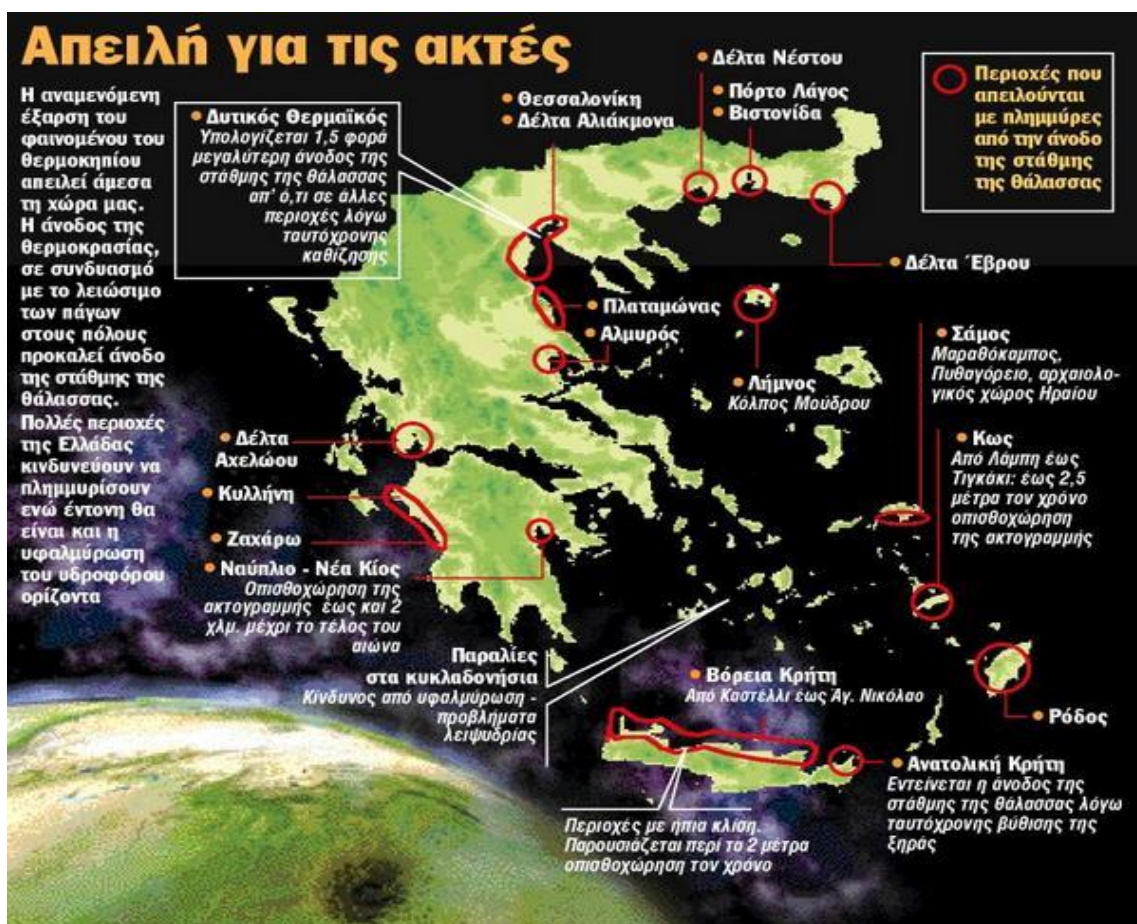 Απειλή για τις ακτές
Η αναμενόμενη
έξαρση του
φαινομένου του
θερμοκηπίου
απειλεί άμεσα
τη χώρα μας.
Η άνοδος της
θερμοκρασίας,
σε συνδυασμό
με το λειώσιμο
των πάγων
στους πόλους
προκαλεί άνοδο
της στάθμης της
θάλασσας.
Πολλές περιοχές
της Ελλάδας
κινδυνεύουν να
πλημμυρίσουν
ενώ έντονη θα
είναι και η
υφαλμύρωση
του υδροφόρου
ορίζοντα
Δυτικός Θερμαϊκός
Υπολογίζεται 1,5 φορά
μεγαλύτερη άνοδος της
στάθμης της θάλασσας
απ' ό,τι σε άλλες
περιοχές λόγω
ταυτόχρονης
καθίζησης
Θεσσαλονίκη
Δέλτα Αλιάκμονα
Δέλτα Νέστου
Πόρτο Λάγος
Βιστονίδα
Περιοχές που
απειλούνται
με πλημμύρες
από την άνοδο
της στάθμης
της θάλασσας
Δέλτα Έβρου
Πλαταμώνας
Αλμυρός
Λήμνος
Κόλπος Μούδρου
Σάμος
Μαραθόκαμπος,
Πυθαγόρειο, αρχαιολο-
γικός χώρος Ηραίου
Κως
Από Λάμπη έως
Τιγκάκι: έως 2,5
μέτρα τον χρόνο
οπισθοχώρηση
της ακτογραμμής
Δέλτα
Αχελώου
Κυλλήνη
Ζαχάρω
Ναύπλιο - Νέα Κίος
Οπισθοχώρηση της
ακτογραμμής έως και 2
χλμ. μέχρι το τέλος του
αιώνα
Παραλίες
στα κυκλαδονήσια
Κίνδυνος από υφαλμύρωση -
προβλήματα
λειψυδρίας
Βόρεια Κρήτη
Από Καστέλλι έως Άγ. Νικόλαο
Ρόδος
Ανατολική Κρήτη
Εντείνεται η άνοδος της
στάθμης της θάλασσας λόγω
ταυτόχρονης βύθισης της
ξηράς
Περιοχές με ήπια κλίση.
Παρουσιάζεται περί τα 2 μέτρα
οπισθοχώρηση τον χρόνο